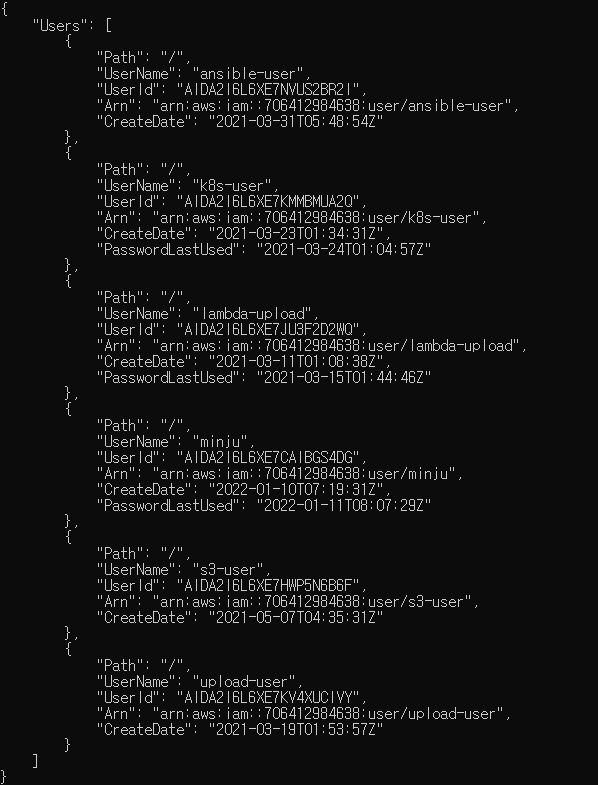 {
    "Users": [
        {
            "Path": "/",
            "UserName": "ansible-user",
            "UserId": "AIDA2I6L6XE7NVUS2BR2I",
            "Arn": "arn:aws:iam::706412984638:user/ansible-user",
            "CreateDate": "2021-03-31T05:48:54Z"
        },
        {
            "Path": "/",
            "UserName": "k8s-user",
            "UserId": "AIDA2I6L6XE7KMMBMUA2Q",
            "Arn": "arn:aws:iam::706412984638:user/k8s-user",
            "CreateDate": "2021-03-23T01:34:31Z",
            "PasswordLastUsed": "2021-03-24T01:04:57Z"
        },
        {
            "Path": "/",
            "UserName": "lambda-upload",
            "UserId": "AIDA2I6L6XE7JU3F2D2WQ",
            "Arn": "arn:aws:iam::706412984638:user/lambda-upload",
            "CreateDate": "2021-03-11T01:08:38Z",
            "PasswordLastUsed": "2021-03-15T01:44:46Z"
        },
        {
            "Path": "/",
            "UserName": "minju",
            "UserId": "AIDA2I6L6XE7CAIBGS4DG",
            "Arn": "arn:aws:iam::706412984638:user/minju",
            "CreateDate": "2022-01-10T07:19:31Z",
            "PasswordLastUsed": "2022-01-11T08:07:29Z"
        },
        {
            "Path": "/",
            "UserName": "s3-user",
            "UserId": "AIDA2I6L6XE7HWP5N6B6F",
            "Arn": "arn:aws:iam::706412984638:user/s3-user",
            "CreateDate": "2021-05-07T04:35:31Z"
        },
        {
            "Path": "/",
            "UserName": "upload-user",
            "UserId": "AIDA2I6L6XE7KV4XUCIVY",
            "Arn": "arn:aws:iam::706412984638:user/upload-user",
            "CreateDate": "2021-03-19T01:53:57Z"
        }
    ]
}